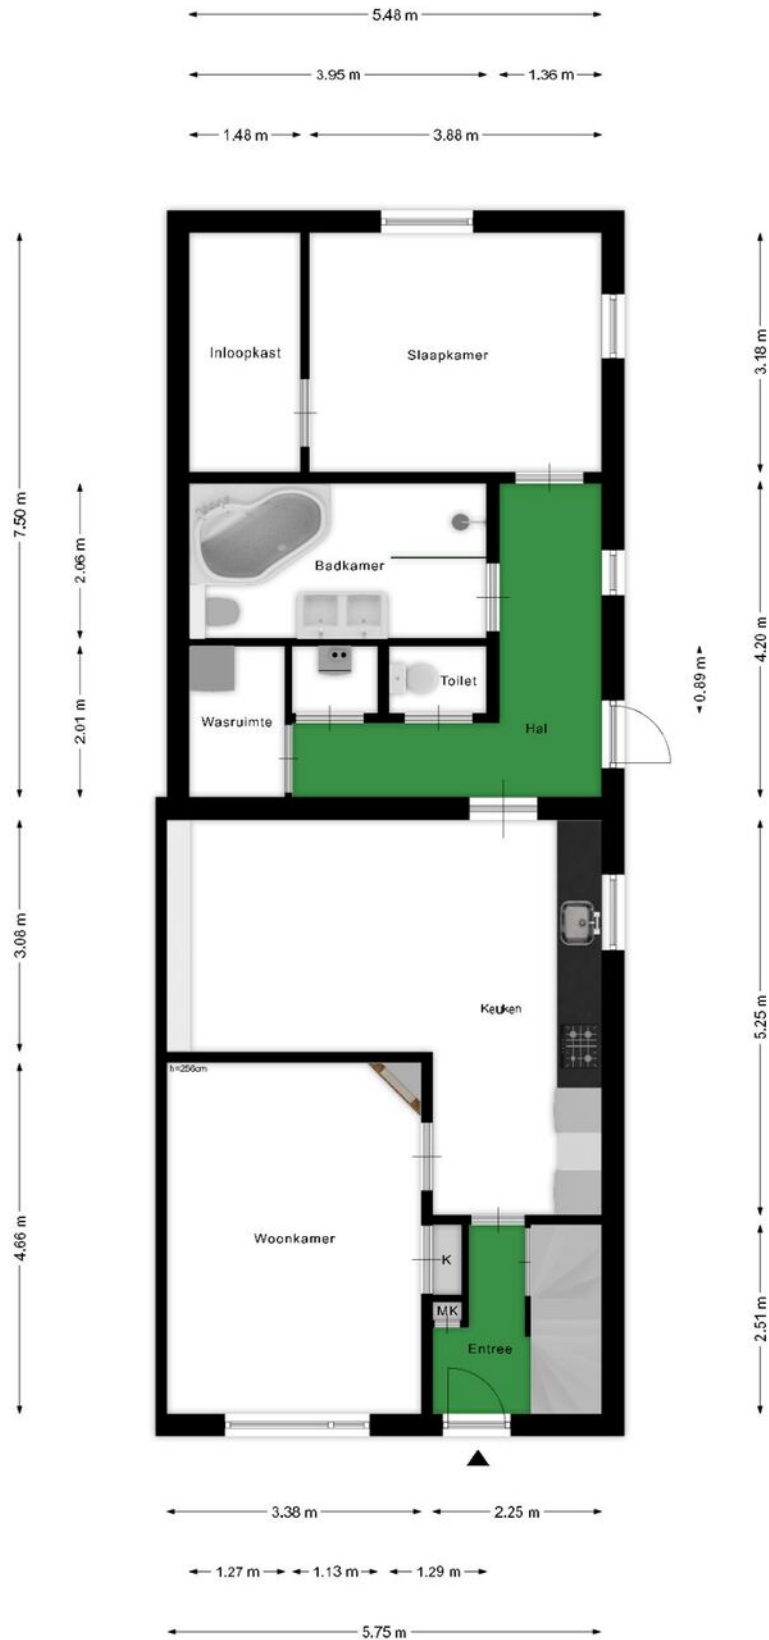 5.48 m
3.95 m
1.36 m
1.48 m
3.88 m
Inloopkast
Slaapkamer
3.18 m
7.50 m
2.06 m
Badkamer
4.20 m
0.89 m
Toilet
2.01 m
Wasruimte
Hal
3.08 m
Keuken
5.25 m
h=256cm
4.66 m
Woonkamer
K
MK
Entree
2.51 m
3.38 m
2.25 m
1.27 m
1.13 m
1.29 m
5.75 m